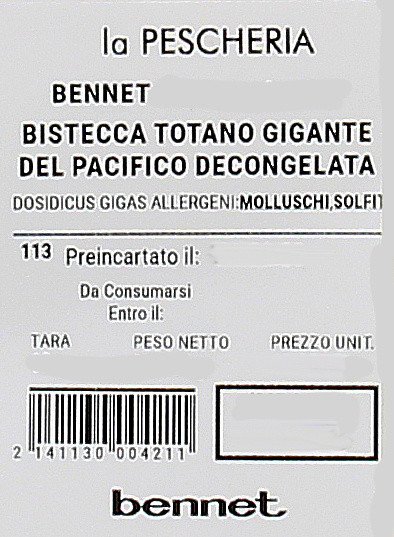 la PESCHERIA
BENNET
BISTECCA TOTANO GIGANTE
DEL PACIFICO DECONGELATA
DOSIDICUS GIGAS ALLERGENI:MOLLUSCHI,SOLFIT
113 Preincartato il:
Da Consumarsi
Entro il:
TARA PESO NETTO PREZZO UNIT.
2 141130 004211
bennet